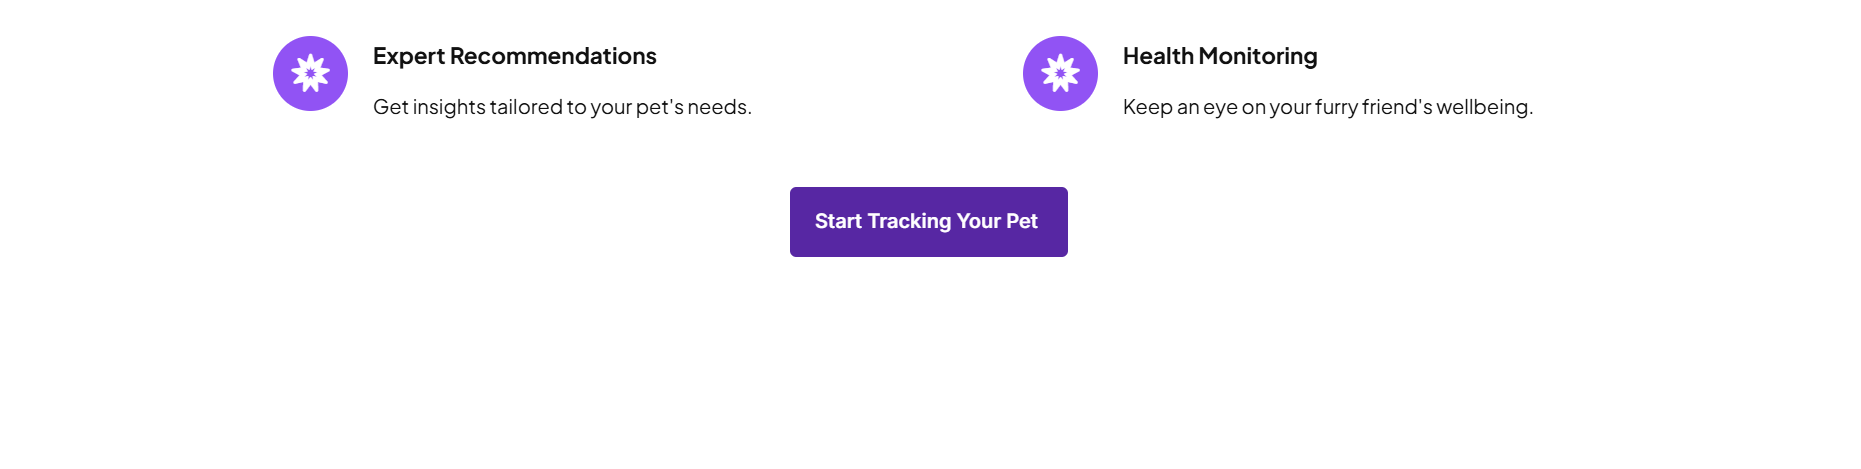 Expert Recommendations
Get insights tailored to your pet's needs.
Health Monitoring
Keep an eye on your furry friend's wellbeing.
Start Tracking Your Pet